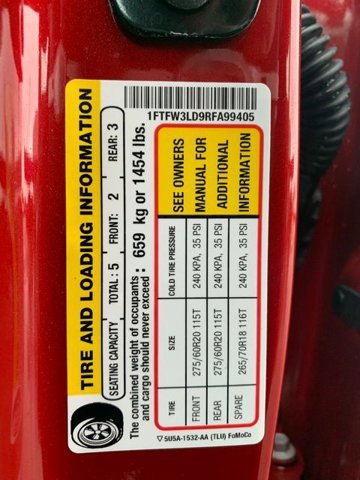 1FTFW3LD9RFA99405
TIRE AND LOADING INFORMATION
SEATING CAPACITY TOTAL: 5 FRONT: 2 REAR: 3
The combined weight of occupants
and cargo should never exceed: 659 kg or 1454 lbs.
TIRE SIZE COLD TIRE PRESSURE
FRONT 275/60R20 115T 240 KPA, 35 PSI
REAR 275/60R20 115T 240 KPA, 35 PSI
SPARE 265/70R18 116T 240 KPA, 35 PSI
SEE OWNERS
MANUAL FOR
ADDITIONAL
INFORMATION
▽5U5A-1532-AA (TLU) FoMoCo